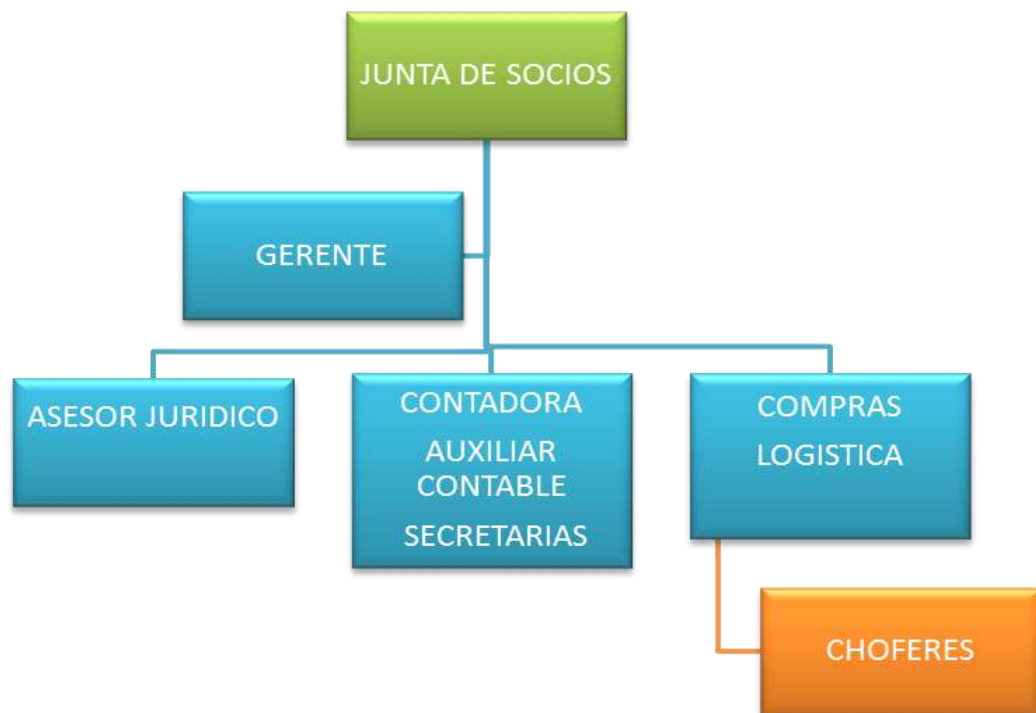 JUNTA DE SOCIOS
GERENTE
ASESOR JURIDICO
CONTADORA
AUXILIAR
CONTABLE
SECRETARIAS
COMPRAS
LOGISTICA
CHOFERES